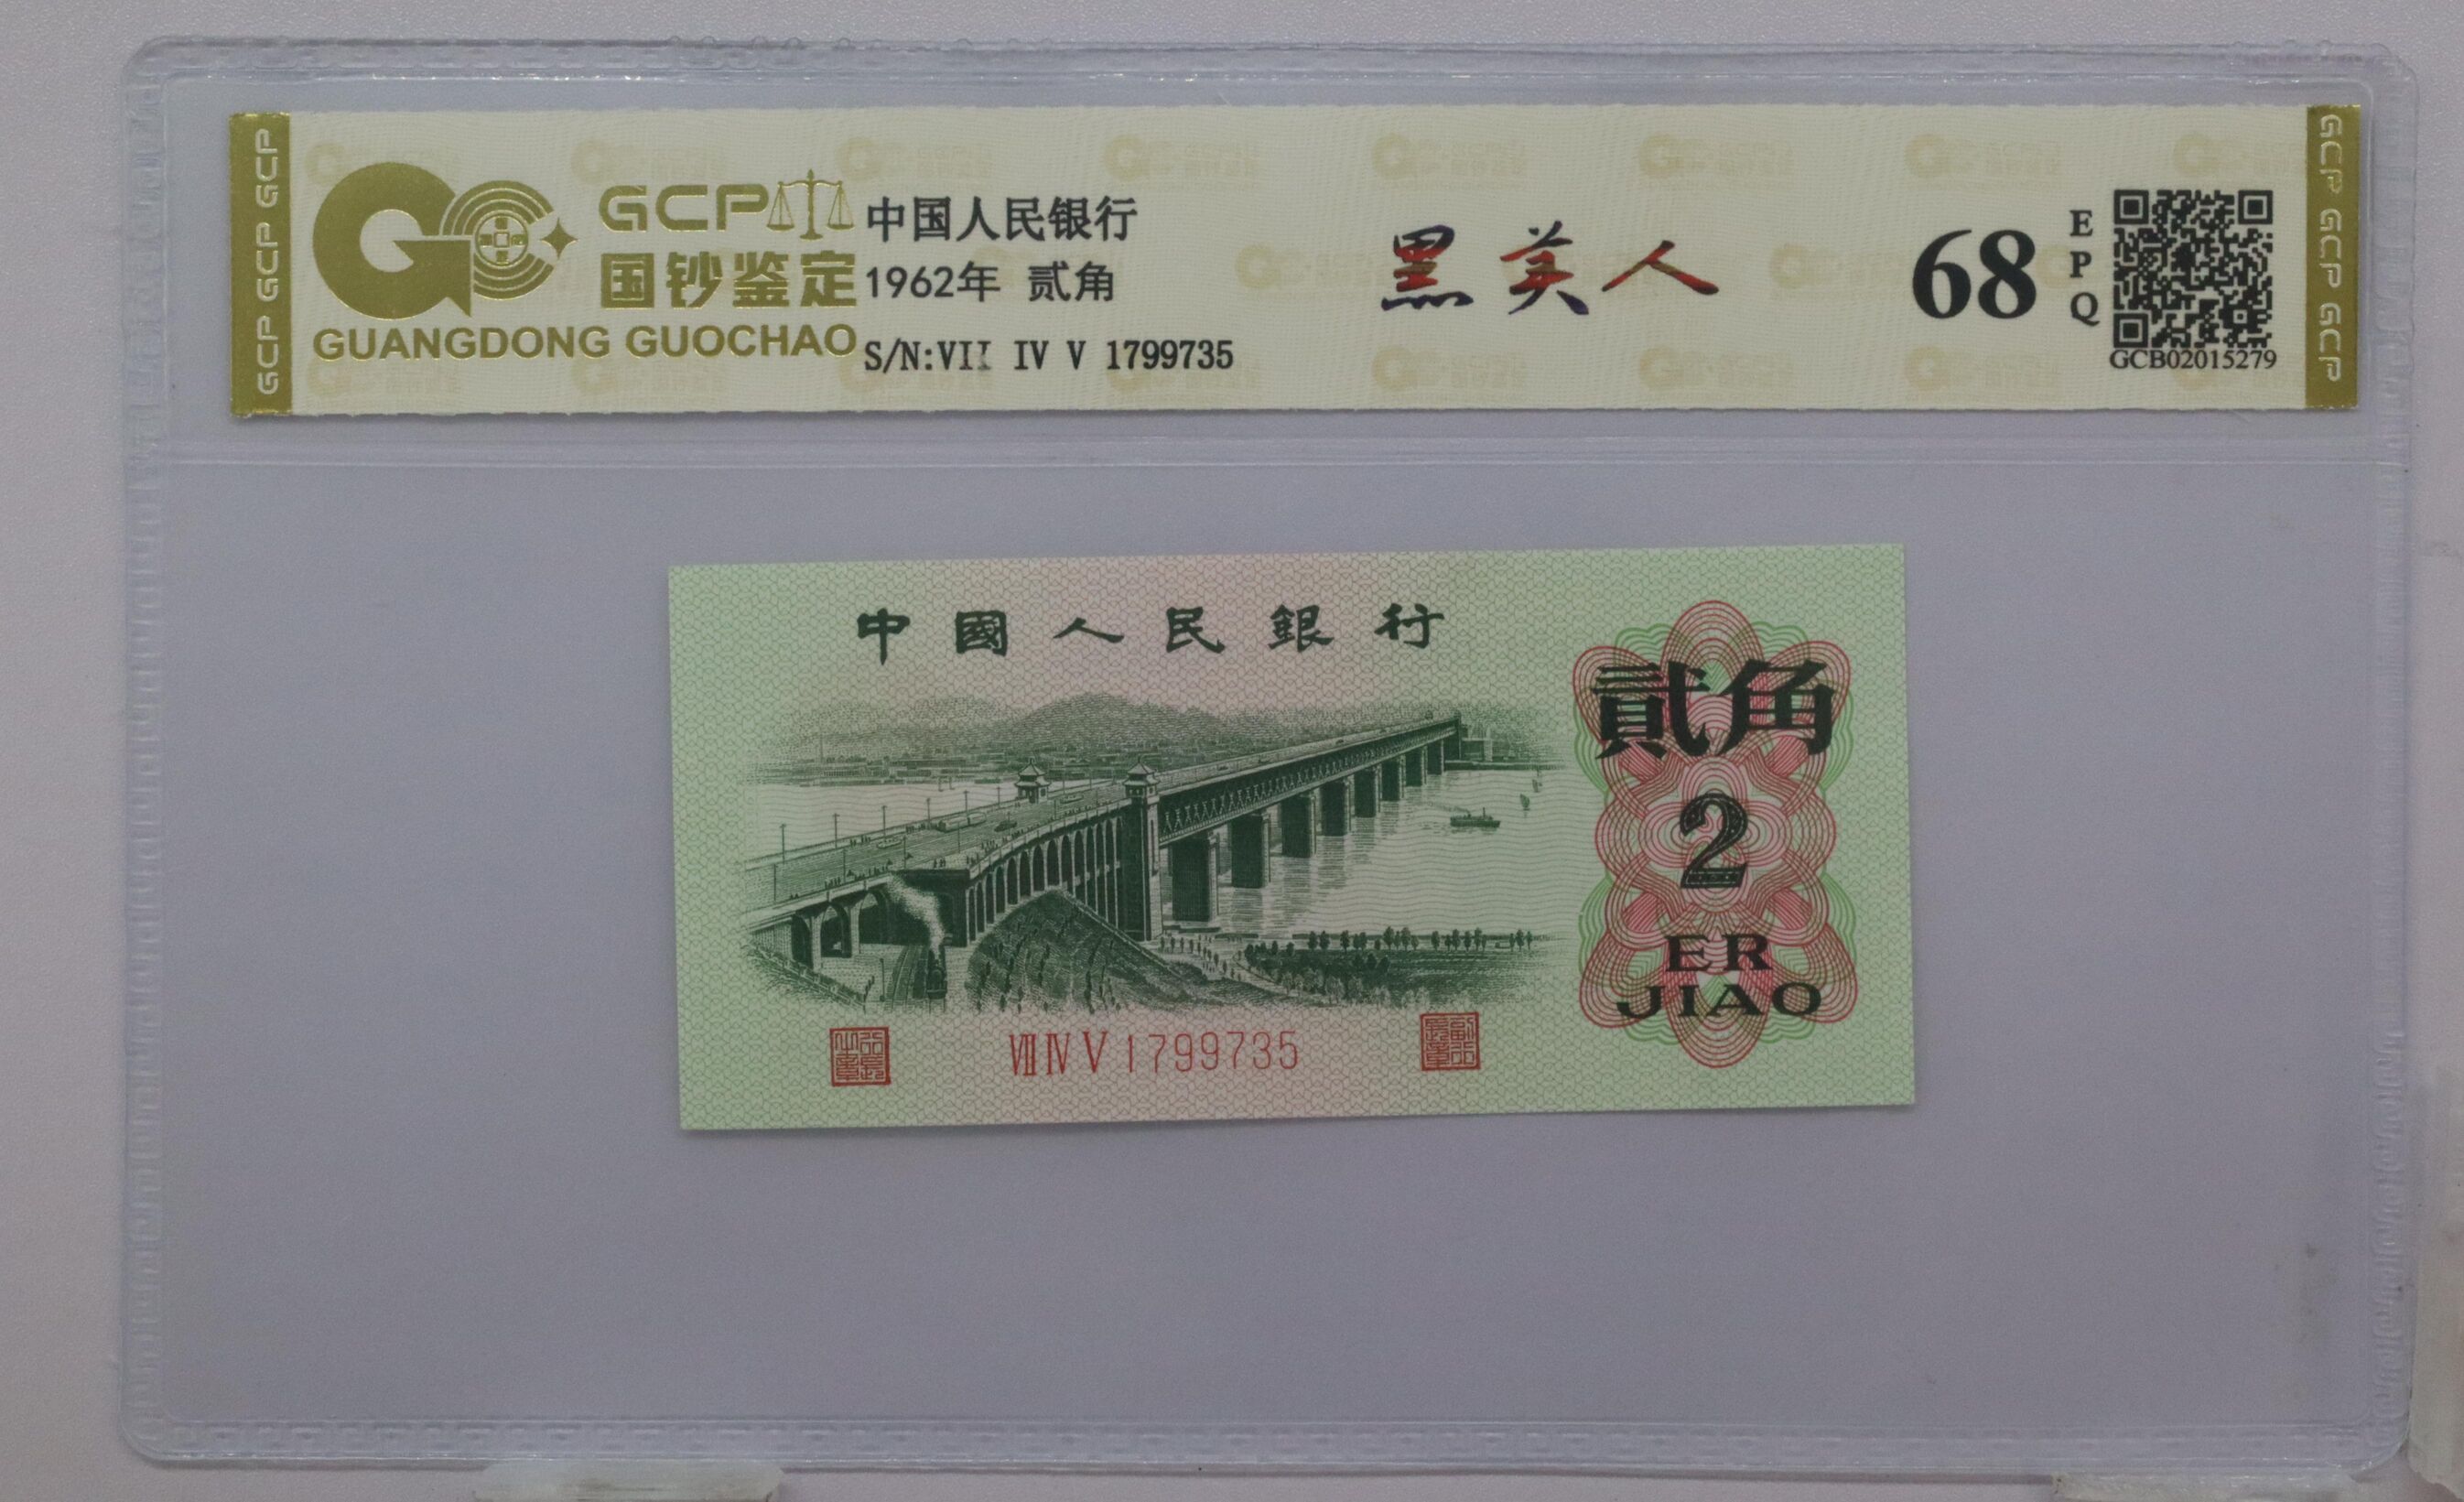 GCP GCP GCP
GCP
国钞鉴定
GUANGDONG GUOCHAO
中国人民银行
1962年 贰角
S/N:VII IV V 1799735
黑美人
68
EPQ
GCB02015279
GCP GCP GCP
中國人民銀行
貳角
2
ER
JIAO
VII IV V 1799735